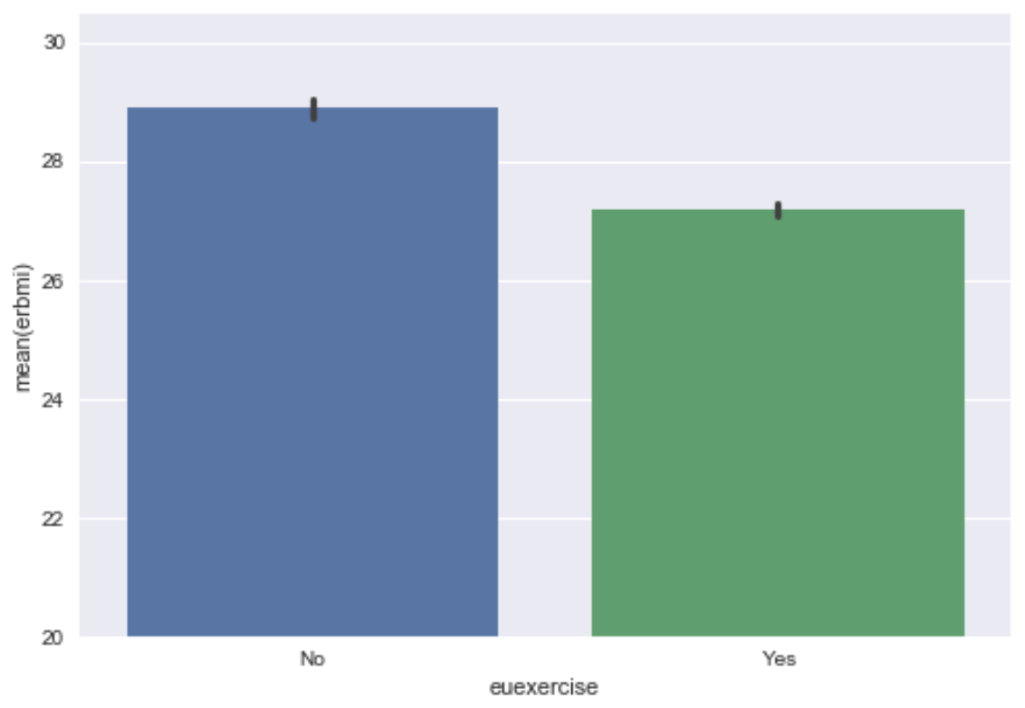 30
28
26
24
22
20
mean(erbmi)
No
Yes
euexercise